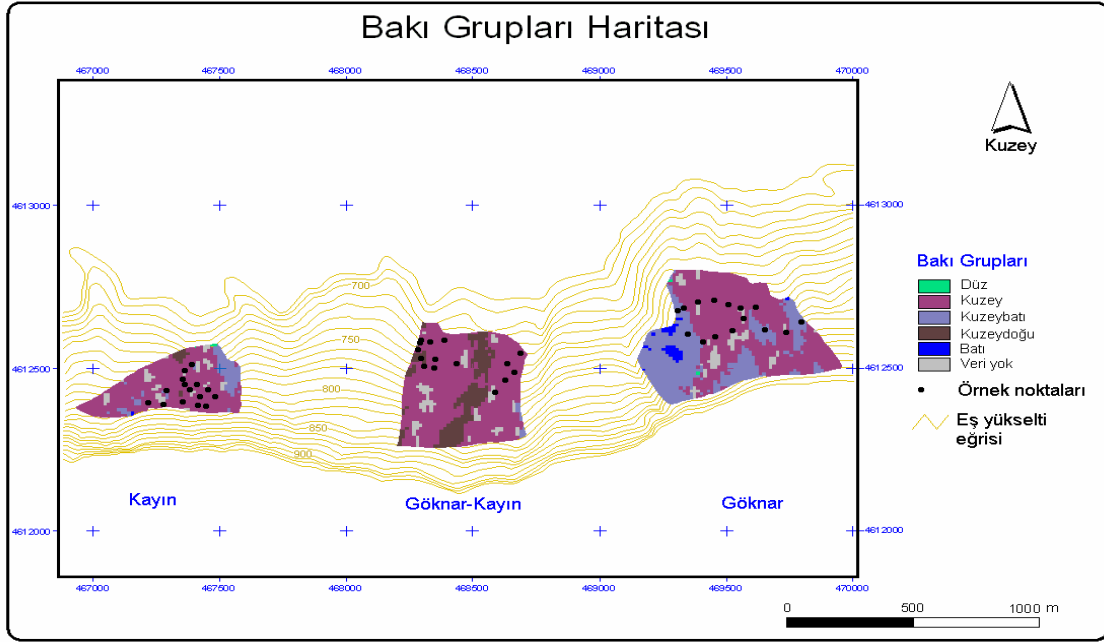 Bakı Grupları Haritası
467000 467500 468000 468500 469000 469500 470000
Kuzey
4613000 4613000
700
750
800
850
900
4612500 4612500
4612000 4612000
Kayın
Göknar-Kayın
Göknar
Bakı Grupları
Düz
Kuzey
Kuzeybatı
Kuzeydoğu
Batı
Veri yok
Örnek noktaları
Eş yükselti
eğrisi
467000 467500 468000 468500 469000 469500 470000
0 500 1000 m